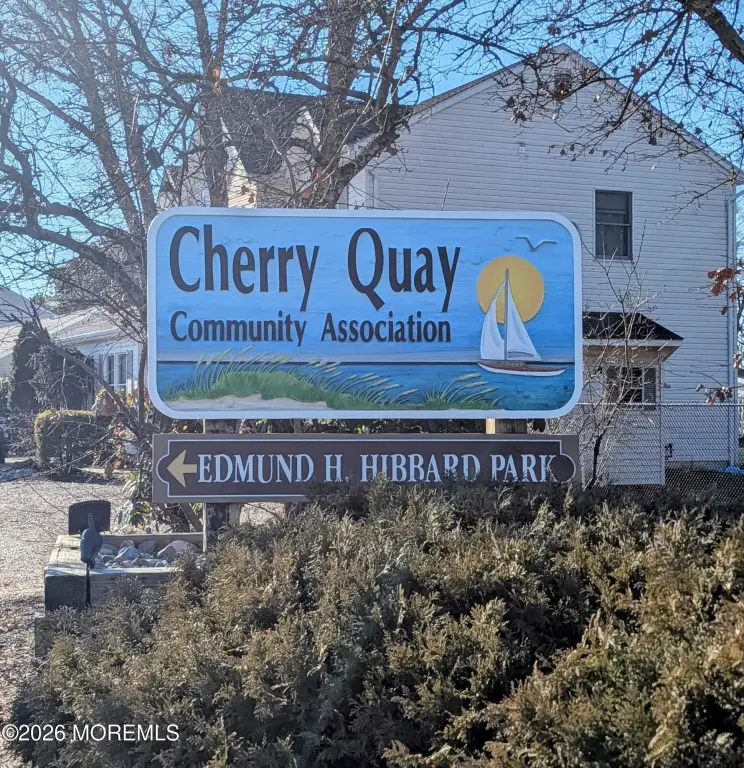 Cherry Quay
Community Association
EDMUND H. HIBBARD PARK
©2026 MOREMLS